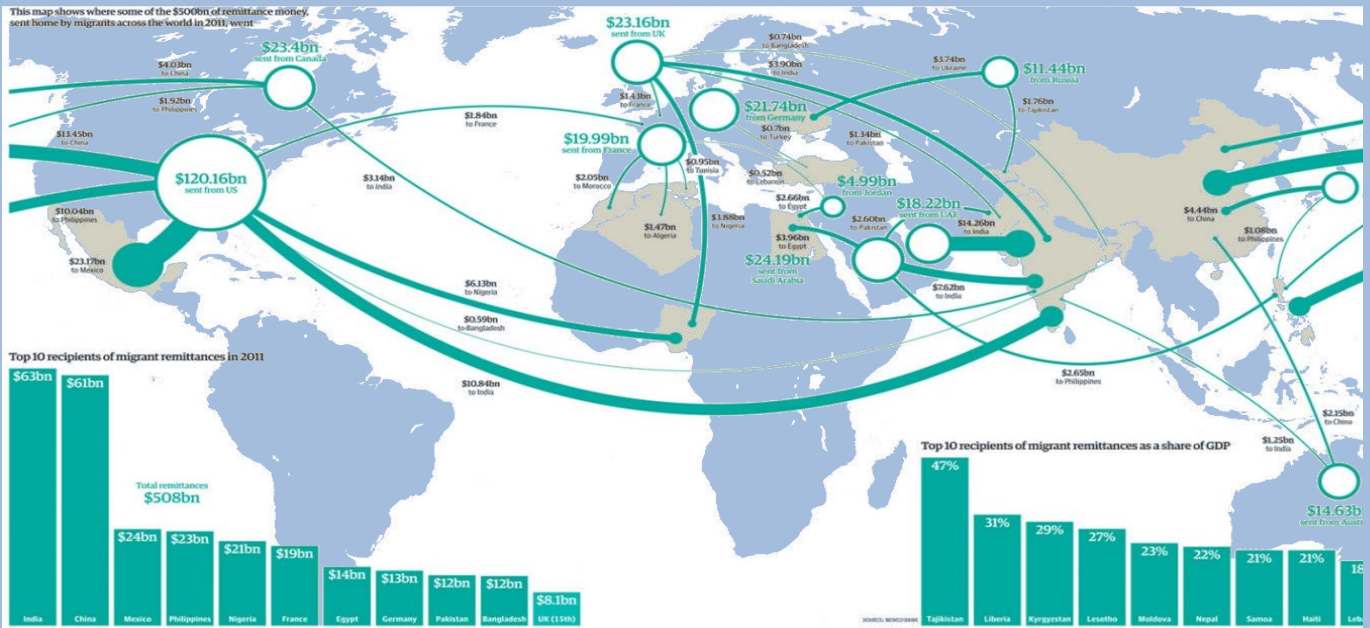 This map shows where some of the $500bn of remittance money,
sent home by migrants across the world in 2011, went
$23.4bn
sent from Canada
$4.03bn
to China
$1.92bn
to Philippines
$13.45bn
to China
$120.16bn
sent from US
$10.04bn
to Philippines
$23.17bn
to Mexico
$1.84bn
to France
$3.14bn
to India
$6.13bn
to Nigeria
$0.59bn
to Bangladesh
$10.84bn
to India
$23.16bn
sent from UK
$0.74bn
to Bangladesh
$3.90bn
to India
$1.43bn
to France
$21.74bn
from Germany
$0.7bn
to Turkey
$1.34bn
to Pakistan
$19.99bn
sent from France
$2.05bn
to Morocco
$0.95bn
to Tunisia
$0.52bn
to Lebanon
$1.47bn
to Algeria
$3.88bn
to Nigeria
$3.74bn
to Ukraine
$11.44bn
from Russia
$1.76bn
to Tajikistan
$4.99bn
from Jordan
$2.66bn
to Egypt
$3.96bn
to Egypt
$24.19bn
sent from
Saudi Arabia
$2.60bn
to Pakistan
$18.22bn
sent from UAE
$14.26bn
to India
$7.62bn
to India
$2.65bn
to Philippines
$4.44bn
to China
$1.08bn
to Philippines
$2.15bn
to China
$1.25bn
to India
$14.63b
sent from Aust
Top 10 recipients of migrant remittances in 2011
$63bn
$61bn
$24bn
$23bn
$21bn
$19bn
$14bn
$13bn
$12bn
$12bn
$8.1bn
Total remittances
$508bn
India China Mexico Philippines Nigeria France Egypt Germany Pakistan Bangladesh UK (15th)
Top 10 recipients of migrant remittances as a share of GDP
47%
31%
29%
27%
23%
22%
21%
21%
18
SOURCE: WORLD BANK
Tajikistan Liberia Kyrgyzstan Lesotho Moldova Nepal Samoa Haiti Leb